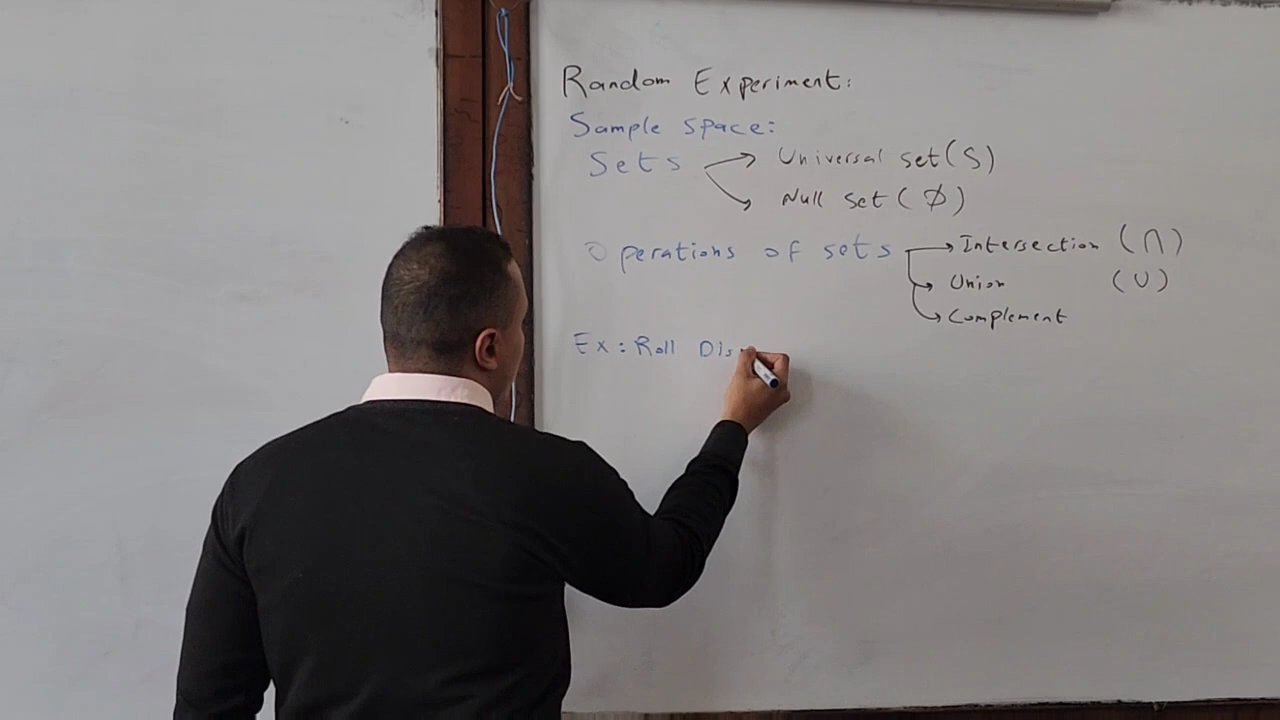 Random Experiment:
Sample space:
Sets → Universal set (S)
→ Null set (∅)
Operations of sets → Intersection (∩)
→ Union (∪)
→ Complement
Ex: Roll